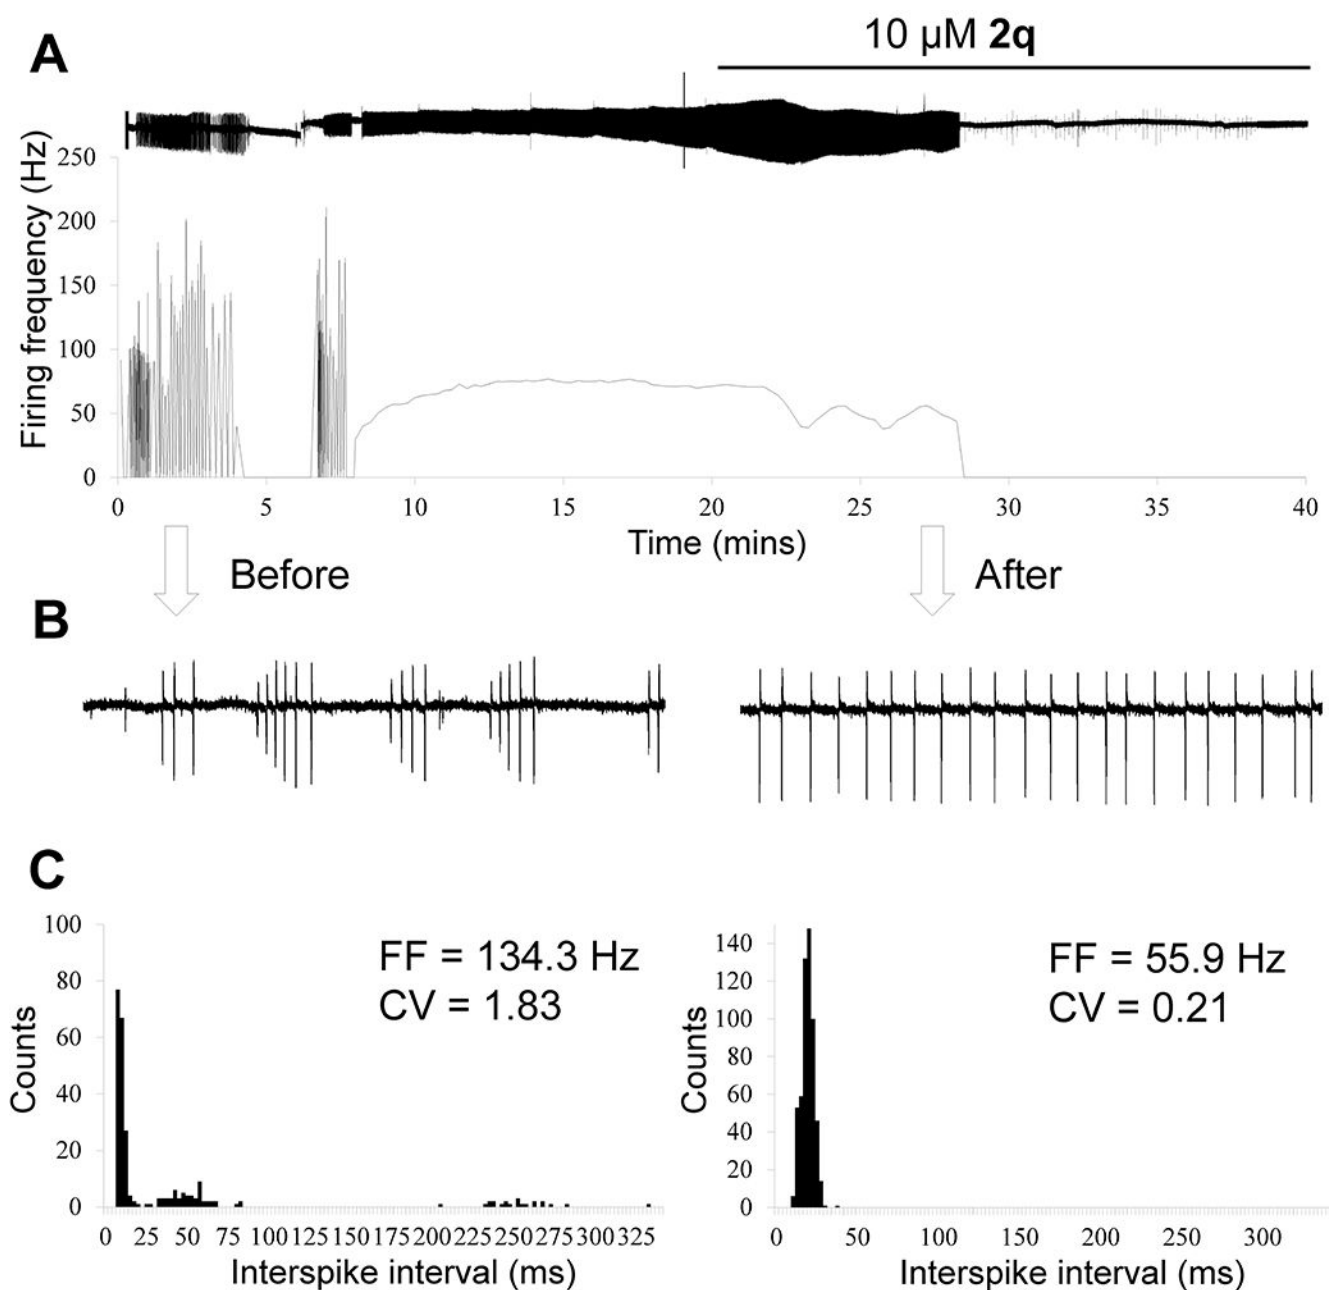 A
10 µM 2q
Firing frequency (Hz)
250
200
150
100
50
0
0 5 10 15 20 25 30 35 40
Time (mins)
Before
After
B
C
Counts
100
80
60
40
20
0
FF = 134.3 Hz
CV = 1.83
0 25 50 75 100 125 150 175 200 225 250 275 300 325
Interspike interval (ms)
Counts
140
120
100
80
60
40
20
0
FF = 55.9 Hz
CV = 0.21
0 50 100 150 200 250 300
Interspike interval (ms)